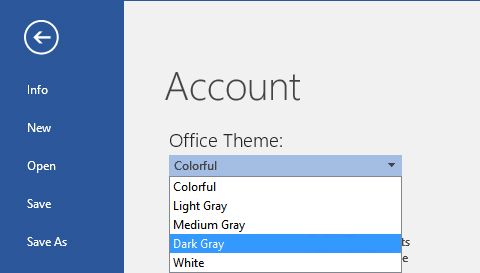 Info
New
Open
Save
Save As
Account
Office Theme:
Colorful
Colorful
Light Gray
Medium Gray
Dark Gray
White